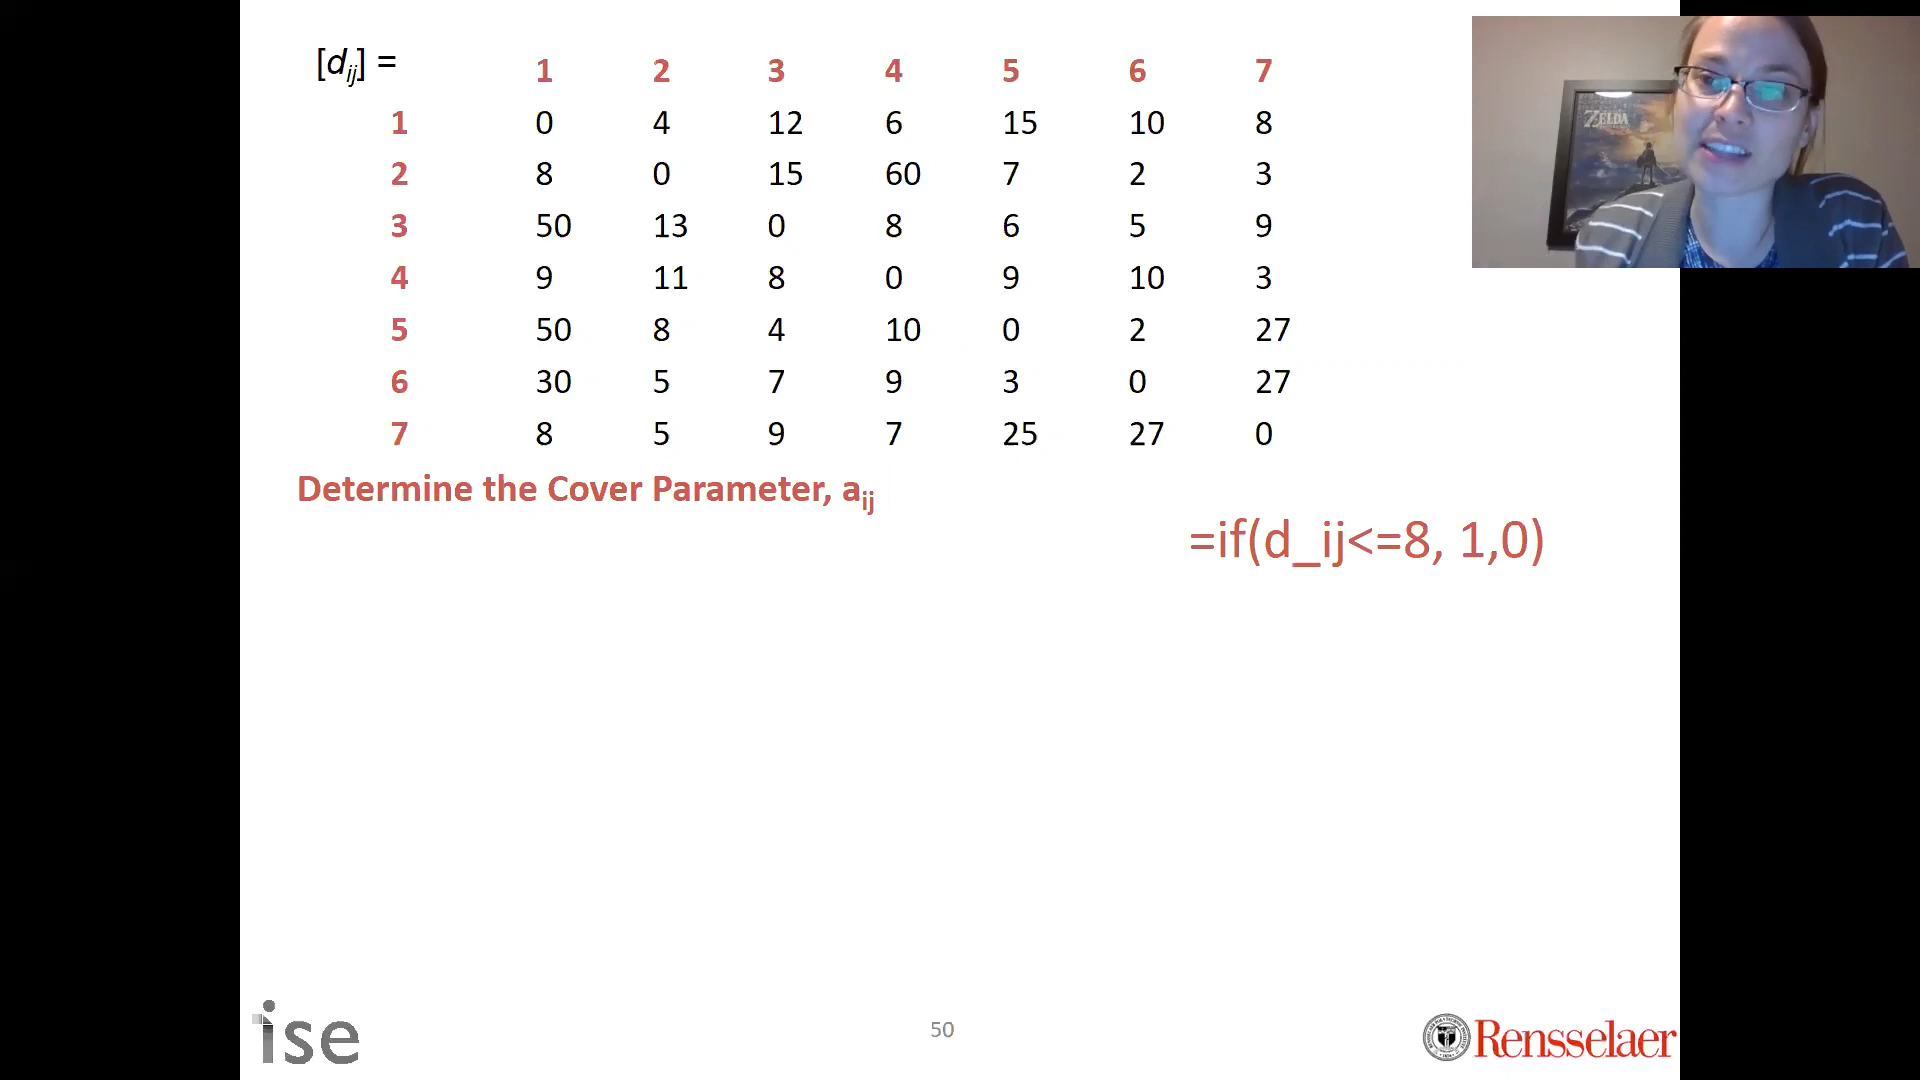 [dij] = 1 2 3 4 5 6 7
1 0 4 12 6 15 10 8
2 8 0 15 60 7 2 3
3 50 13 0 8 6 5 9
4 9 11 8 0 9 10 3
5 50 8 4 10 0 2 27
6 30 5 7 9 3 0 27
7 8 5 9 7 25 27 0
Determine the Cover Parameter, aij
=if(d_ij<=8, 1,0)
ZELDA
ise
50
Rensselaer